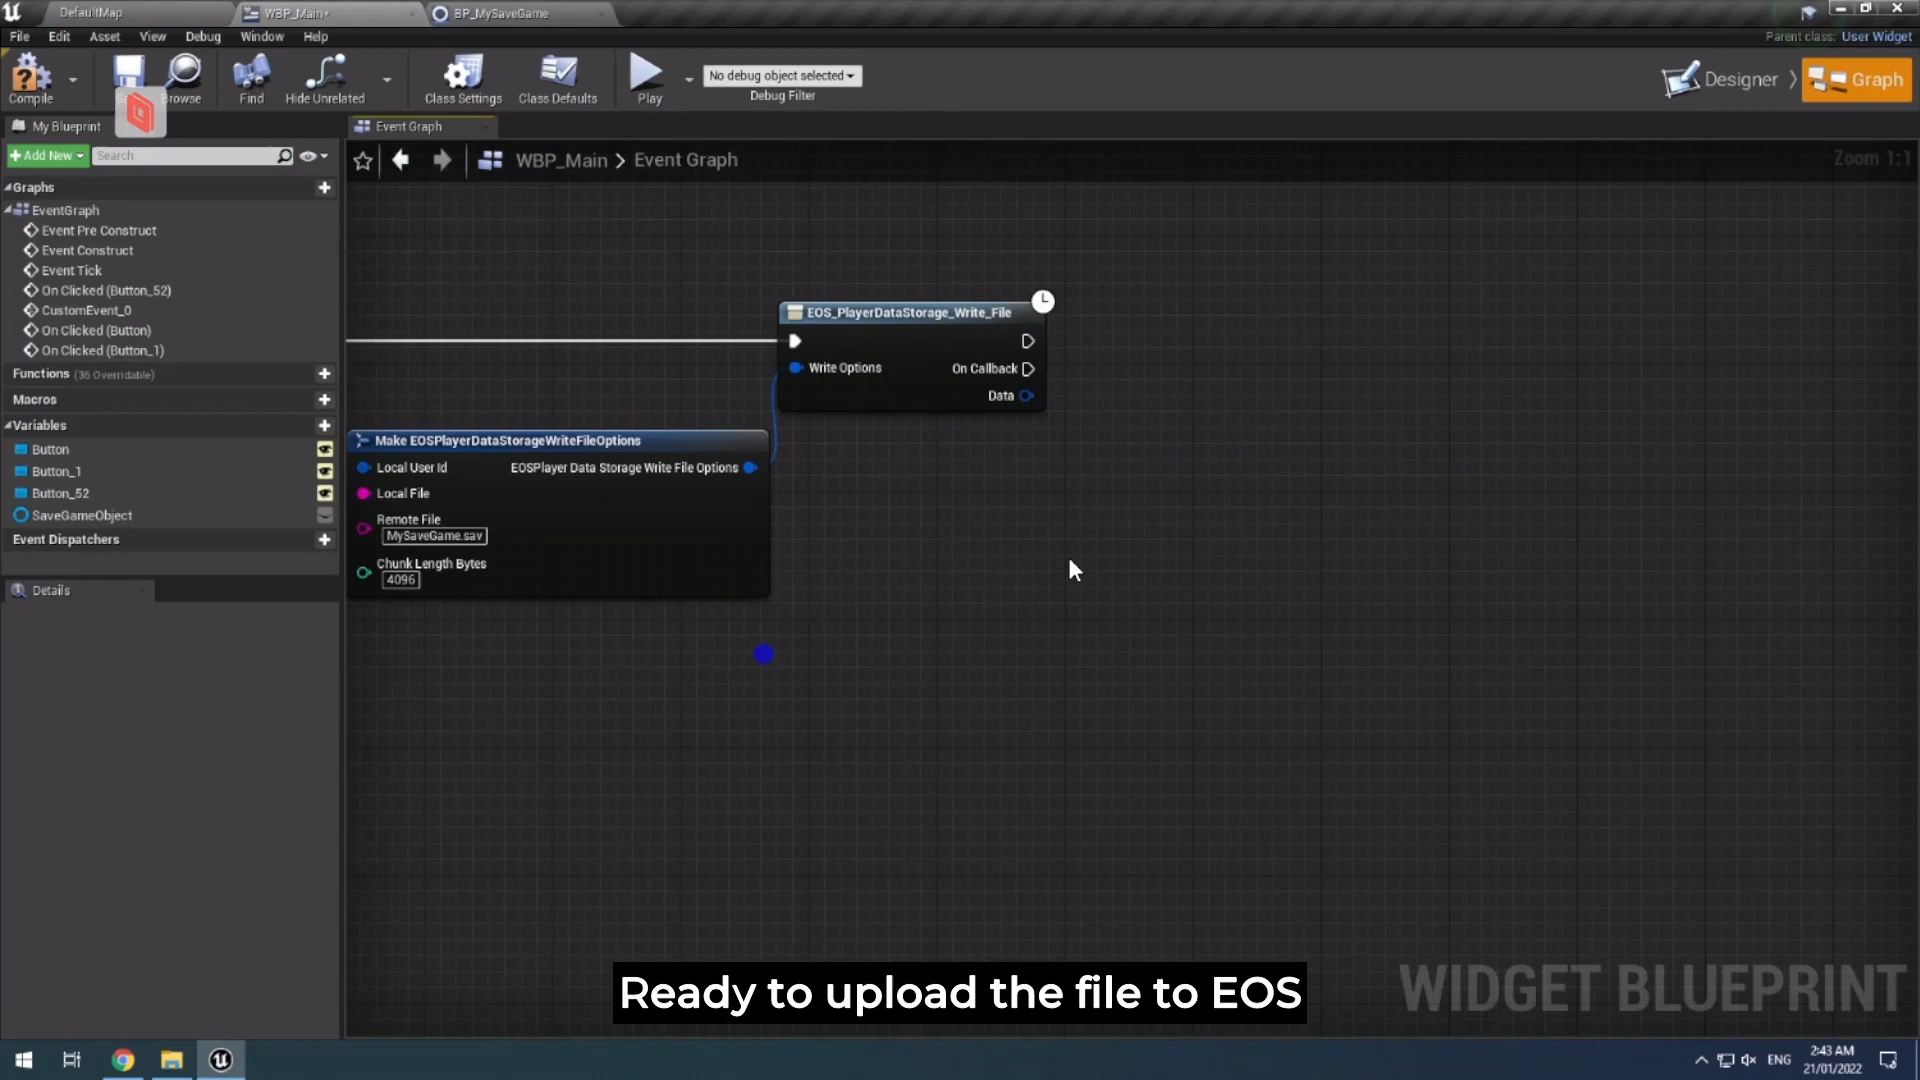 DefaultMap
WBP_Main*
BP_MySaveGame
File
Edit
Asset
View
Debug
Window
Help
Parent class: User Widget
Compile
Browse
Find
Hide Unrelated
Class Settings
Class Defaults
Play
No debug object selected
Debug Filter
Designer
Graph
My Blueprint
Event Graph
Add New
Search
WBP_Main > Event Graph
Zoom 1:1
Graphs
EventGraph
Event Pre Construct
Event Construct
Event Tick
On Clicked (Button_52)
CustomEvent_0
On Clicked (Button)
On Clicked (Button_1)
Functions (36 Overridable)
Macros
Variables
Button
Button_1
Button_52
SaveGameObject
Event Dispatchers
Details
EOS_PlayerDataStorage_Write_File
Write Options
On Callback
Data
Make EOSPlayerDataStorageWriteFileOptions
Local User Id
EOSPlayer Data Storage Write File Options
Local File
Remote File
MySaveGame.sav
Chunk Length Bytes
4096
Ready to upload the file to EOS
WIDGET BLUEPRINT
ENG
2:43 AM
21/01/2022